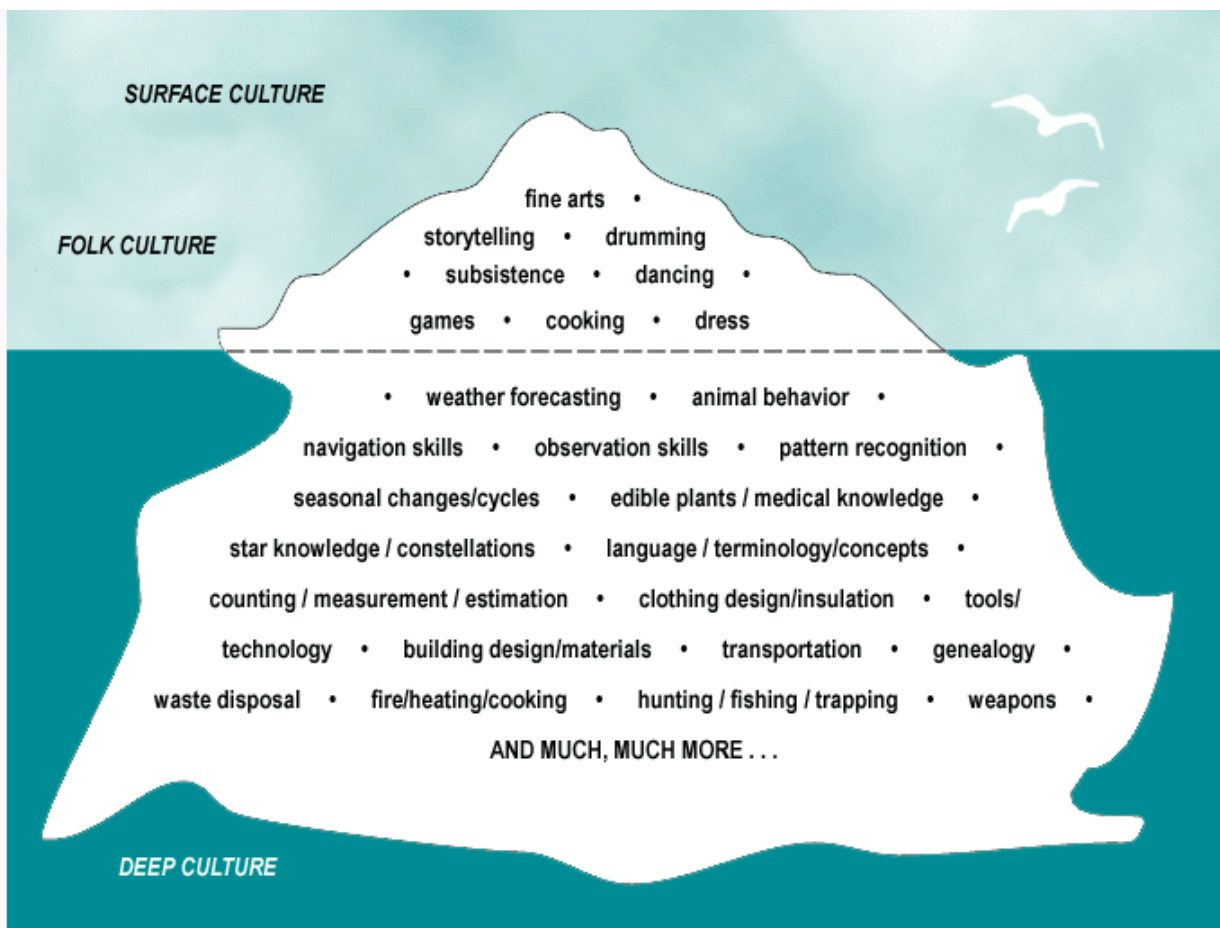 SURFACE CULTURE
fine arts •
storytelling • drumming
FOLK CULTURE
• subsistence • dancing •
games • cooking • dress
• weather forecasting • animal behavior •
navigation skills • observation skills • pattern recognition •
seasonal changes/cycles • edible plants / medical knowledge •
star knowledge / constellations • language / terminology/concepts •
counting / measurement / estimation • clothing design/insulation • tools/
technology • building design/materials • transportation • genealogy •
waste disposal • fire/heating/cooking • hunting / fishing / trapping • weapons •
AND MUCH, MUCH MORE . . .
DEEP CULTURE